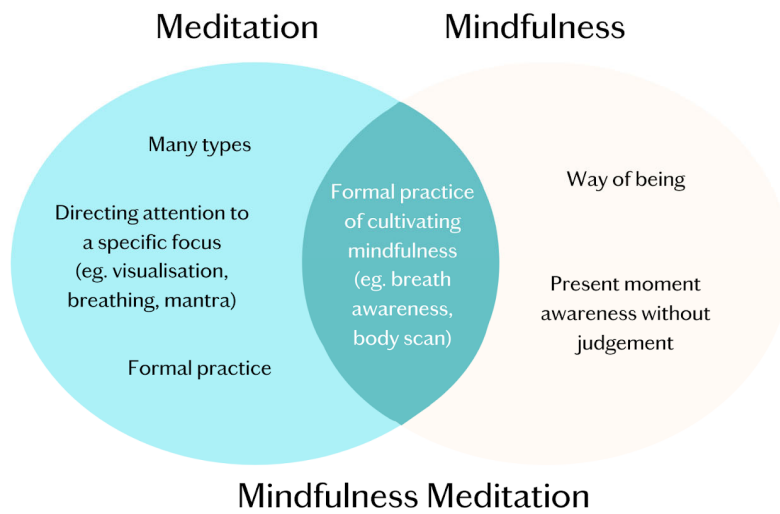 Meditation
Mindfulness
Many types
Directing attention to
a specific focus
(eg. visualisation,
breathing, mantra)
Formal practice
Formal practice
of cultivating
mindfulness
(eg. breath
awareness,
body scan)
Way of being
Present moment
awareness without
judgement
Mindfulness Meditation